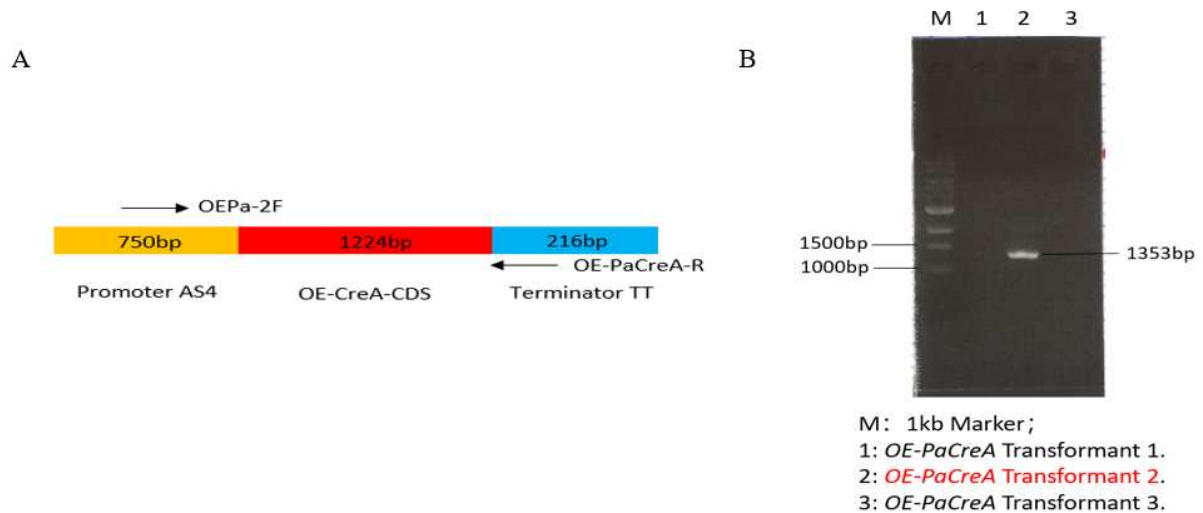 A
OEPa-2F
750bp
1224bp
216bp
OE-PaCreA-R
Promoter AS4
OE-CreA-CDS
Terminator TT
B
M 1 2 3
1500bp
1000bp
1353bp
M: 1kb Marker;
1: OE-PaCreA Transformant 1.
2: OE-PaCreA Transformant 2.
3: OE-PaCreA Transformant 3.